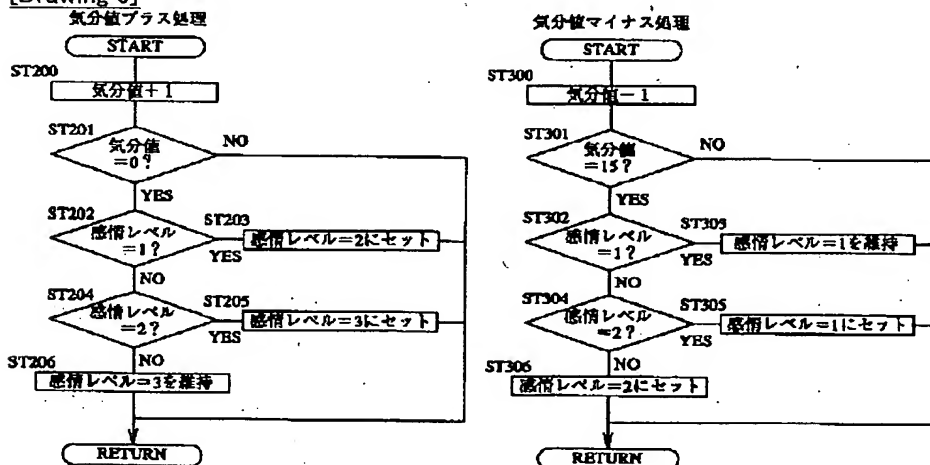 気分値プラス処理
START
ST200
気分値+1
ST201
気分値
=0?
NO
YES
ST202
感情レベル
=1?
ST203
感情レベル=2にセット
YES
NO
ST204
感情レベル
=2?
ST205
感情レベル=3にセット
YES
NO
ST206
感情レベル=3を維持
RETURN
気分値マイナス処理
START
ST300
気分値-1
ST301
気分値
=15?
NO
YES
ST302
感情レベル
=1?
ST303
感情レベル=1を維持
YES
NO
ST304
感情レベル
=2?
ST305
感情レベル=1にセット
YES
NO
ST306
感情レベル=2にセット
RETURN